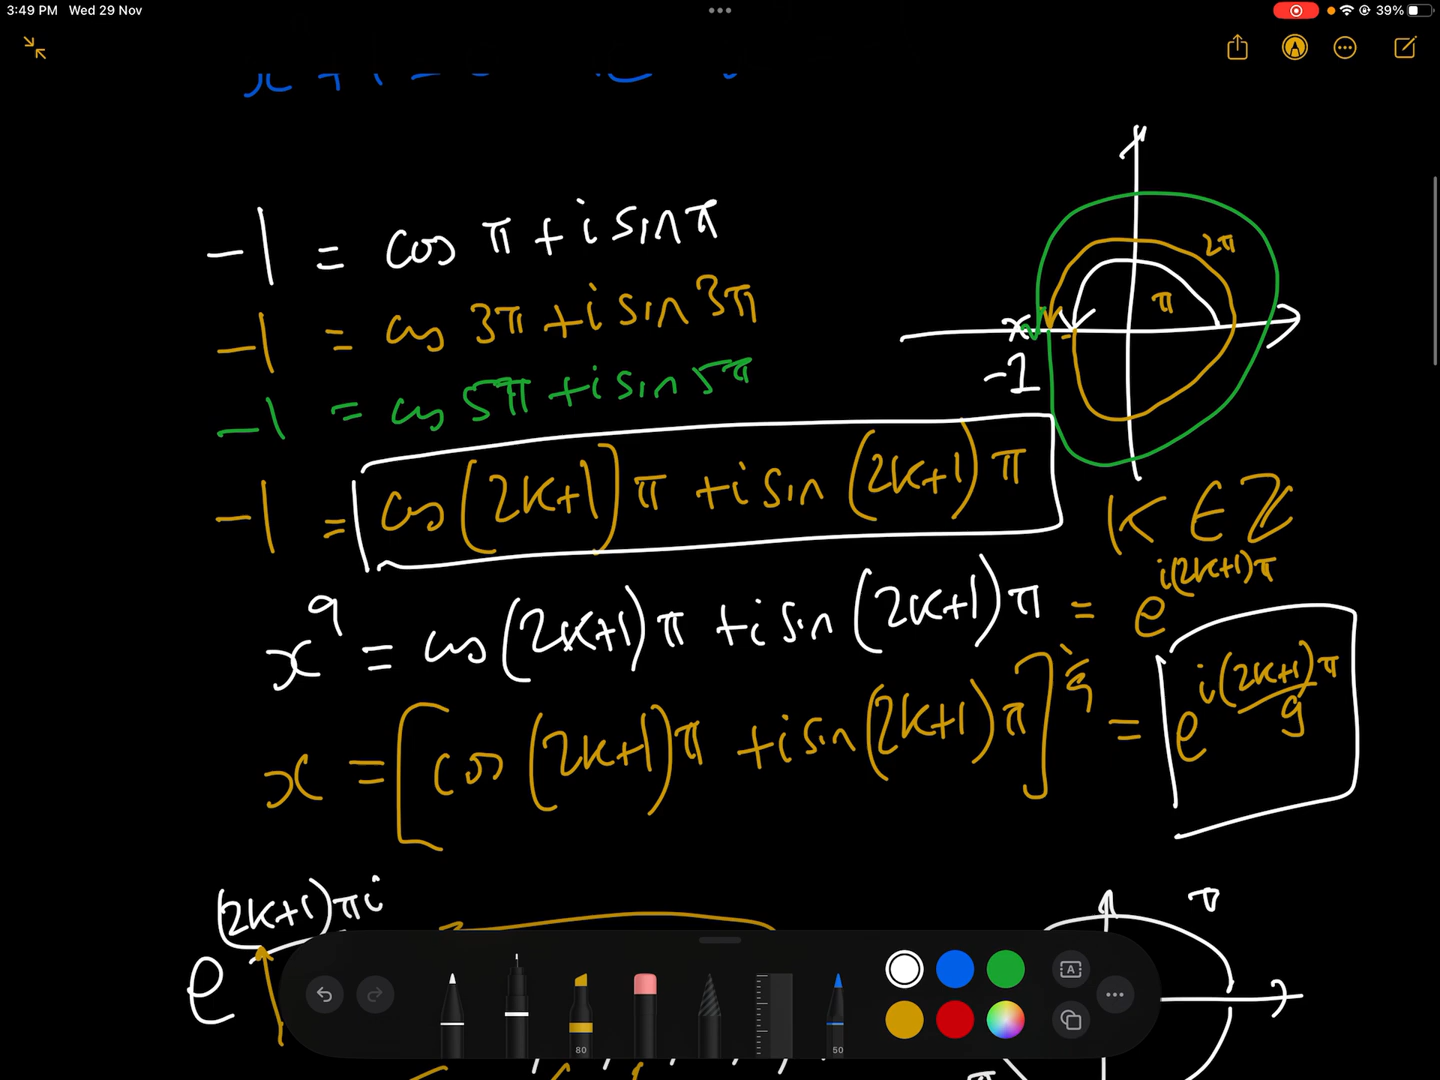 3:49 PM Wed 29 Nov
39%
-1 = cos π + i sin π
-1 = cos 3π + i sin 3π
-1 = cos 5π + i sin 5π
-1 = cos (2k+1) π + i sin (2k+1) π
k ∈ ℤ
x^9 = cos (2k+1) π + i sin (2k+1) π = e^{i(2k+1)π}
x = [cos (2k+1) π + i sin (2k+1) π]^{1/9} = e^{i(2k+1)π/9}
2π
π
x
-1
e^{(2k+1)πi}
π
π
80
50
A